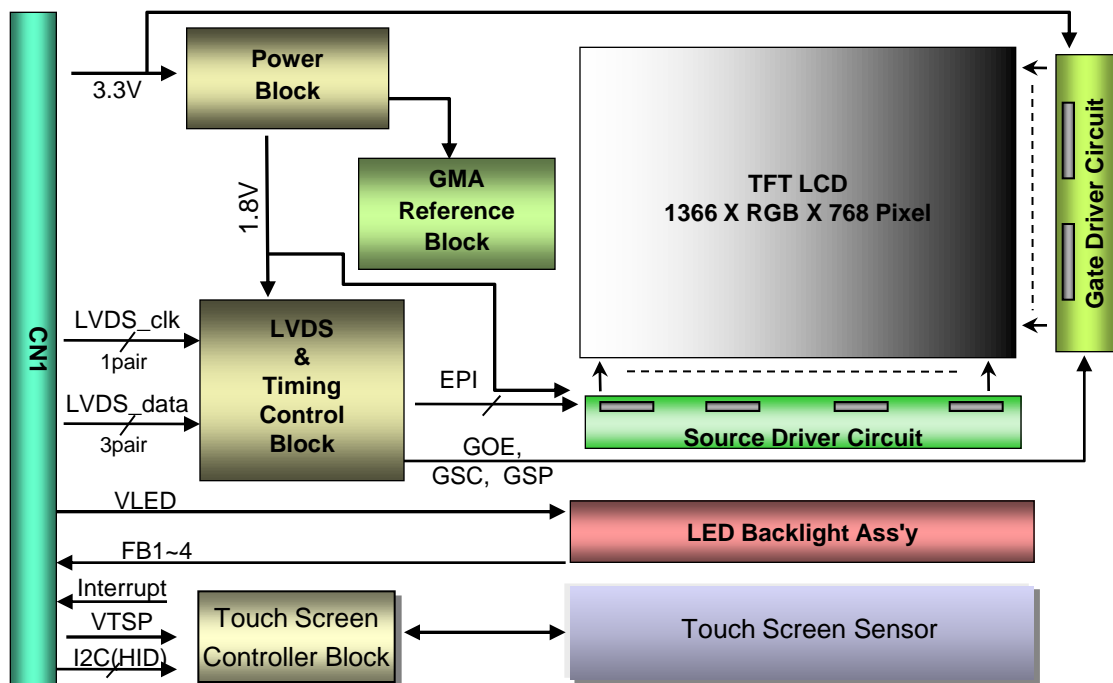 CN1
3.3V
Power
Block
1.8V
GMA
Reference
Block
TFT LCD
1366 X RGB X 768 Pixel
Gate Driver Circuit
LVDS_clk
1pair
LVDS_data
3pair
LVDS
&
Timing
Control
Block
EPI
Source Driver Circuit
GOE,
GSC, GSP
VLED
LED Backlight Ass'y
FB1~4
Interrupt
VTSP
I2C(HID)
Touch Screen
Controller Block
Touch Screen Sensor